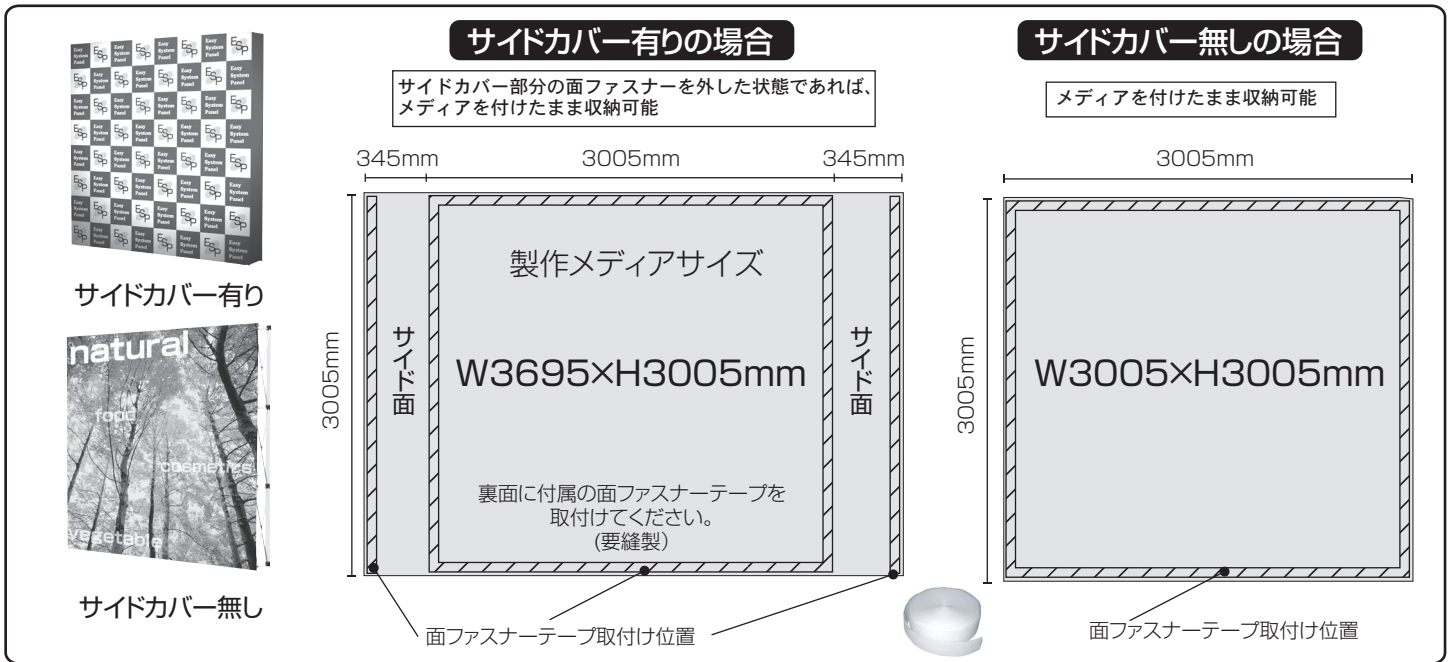 サイドカバー有り
natural
food
cosmetics
vegetable
サイドカバー無し
サイドカバー有りの場合
サイドカバー部分の面ファスナーを外した状態であれば、
メディアを付けたまま収納可能
345mm
3005mm
345mm
3005mm
サイド面
製作メディアサイズ
W3695×H3005mm
裏面に付属の面ファスナーテープを
取付けてください。
(要縫製)
サイド面
面ファスナーテープ取付け位置
サイドカバー無しの場合
メディアを付けたまま収納可能
3005mm
3005mm
W3005×H3005mm
面ファスナーテープ取付け位置
Easy
System
Panel
ESP